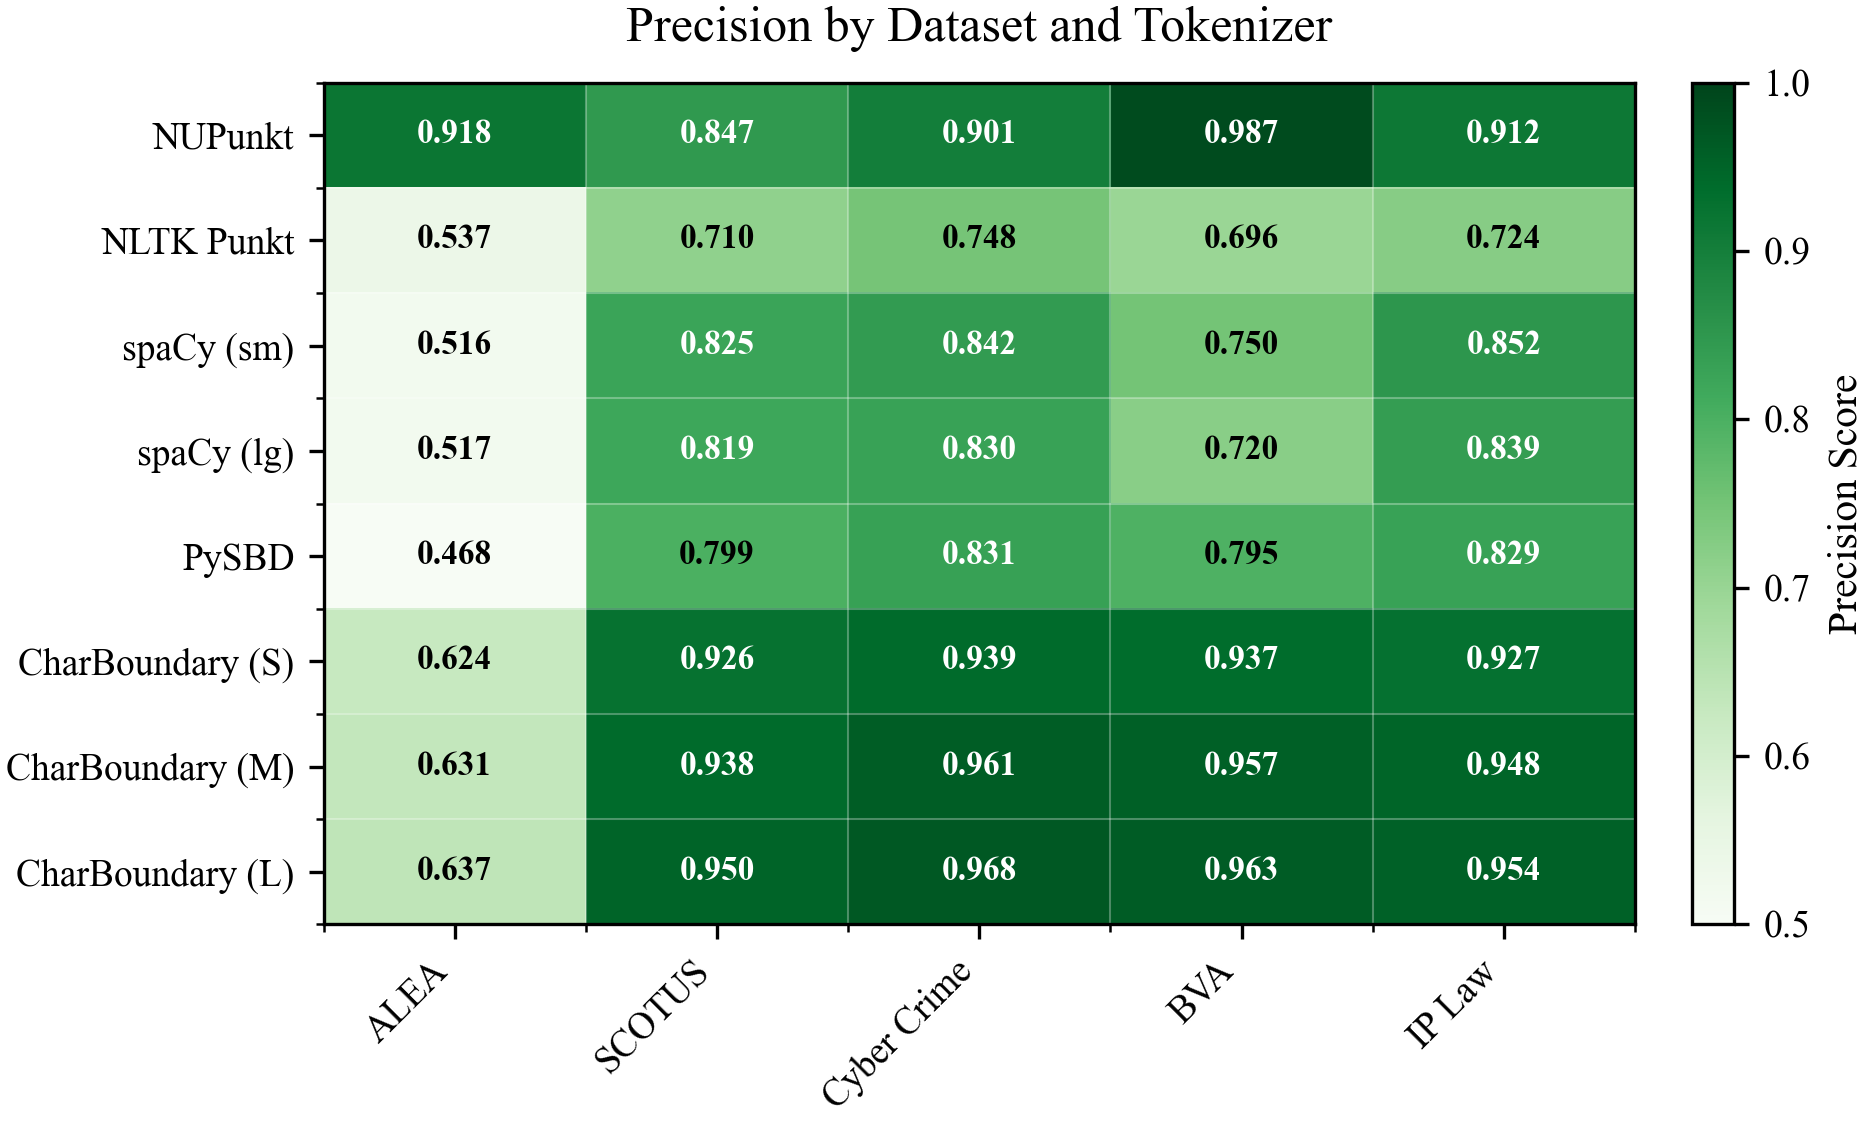 Precision by Dataset and Tokenizer
NUPunkt 0.918 0.847 0.901 0.987 0.912
NLTK Punkt 0.537 0.710 0.748 0.696 0.724
spaCy (sm) 0.516 0.825 0.842 0.750 0.852
spaCy (lg) 0.517 0.819 0.830 0.720 0.839
PySBD 0.468 0.799 0.831 0.795 0.829
CharBoundary (S) 0.624 0.926 0.939 0.937 0.927
CharBoundary (M) 0.631 0.938 0.961 0.957 0.948
CharBoundary (L) 0.637 0.950 0.968 0.963 0.954
ALEA SCOTUS Cyber Crime BVA IP Law
1.0
0.9
0.8
0.7
0.6
0.5
Precision Score